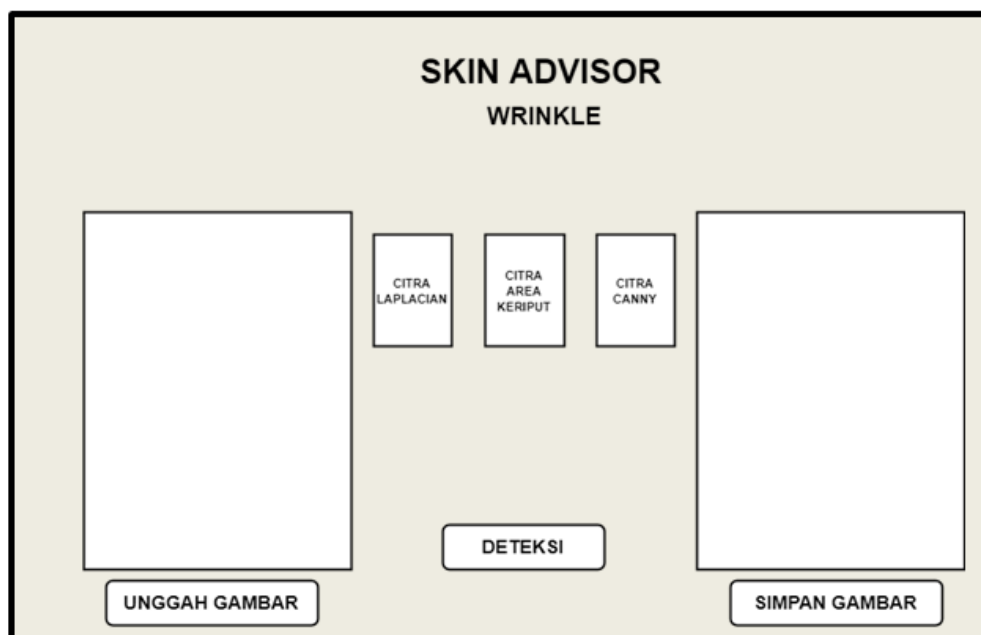 SKIN ADVISOR
WRINKLE
CITRA
LAPLACIAN
CITRA
AREA
KERIPUT
CITRA
CANNY
DETEKSI
UNGGAH GAMBAR
SIMPAN GAMBAR